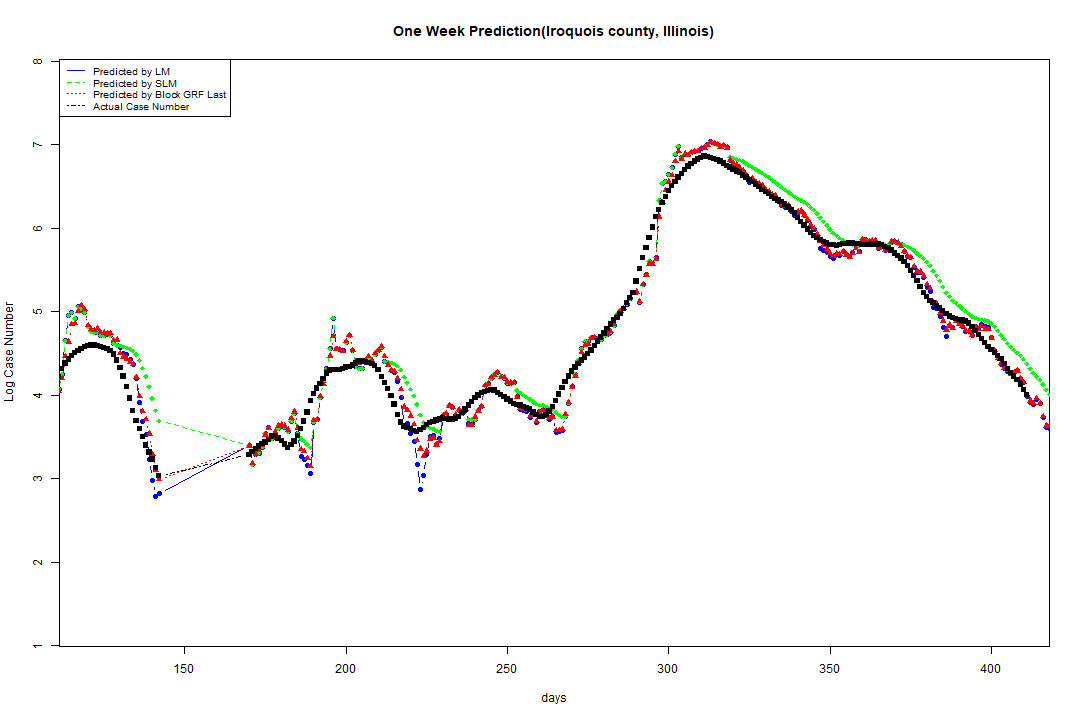 One Week Prediction(Iroquois county, Illinois)
Predicted by LM
Predicted by SLM
Predicted by Block GRF Last
Actual Case Number
Log Case Number
8
7
6
5
4
3
2
1
150 200 250 300 350 400
days